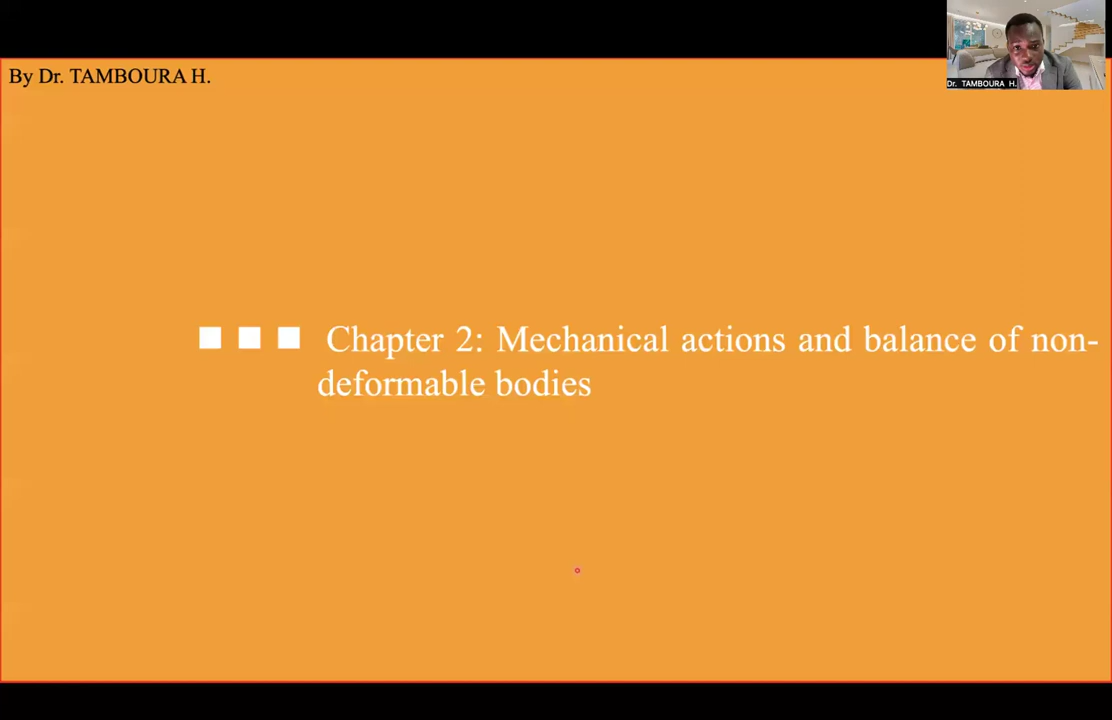 By Dr. TAMBOURA H.
Dr. TAMBOURA H.
Chapter 2: Mechanical actions and balance of non-
deformable bodies